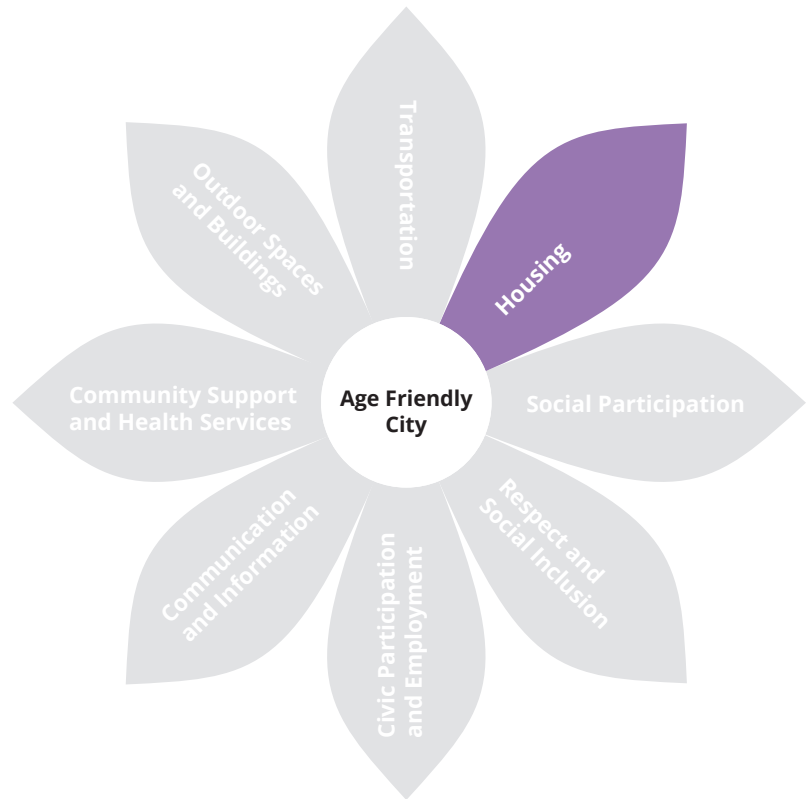 Transportation
Housing
Social Participation
Respect and
Social Inclusion
Civic Participation
and Employment
Communication
and Information
Community Support
and Health Services
Outdoor Spaces
and Buildings
Age Friendly
City